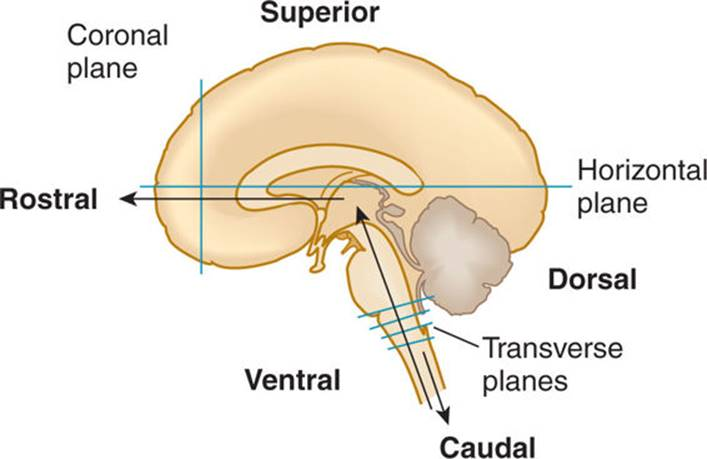 Superior
Coronal
plane
Horizontal
plane
Rostral
Dorsal
Transverse
planes
Ventral
Caudal